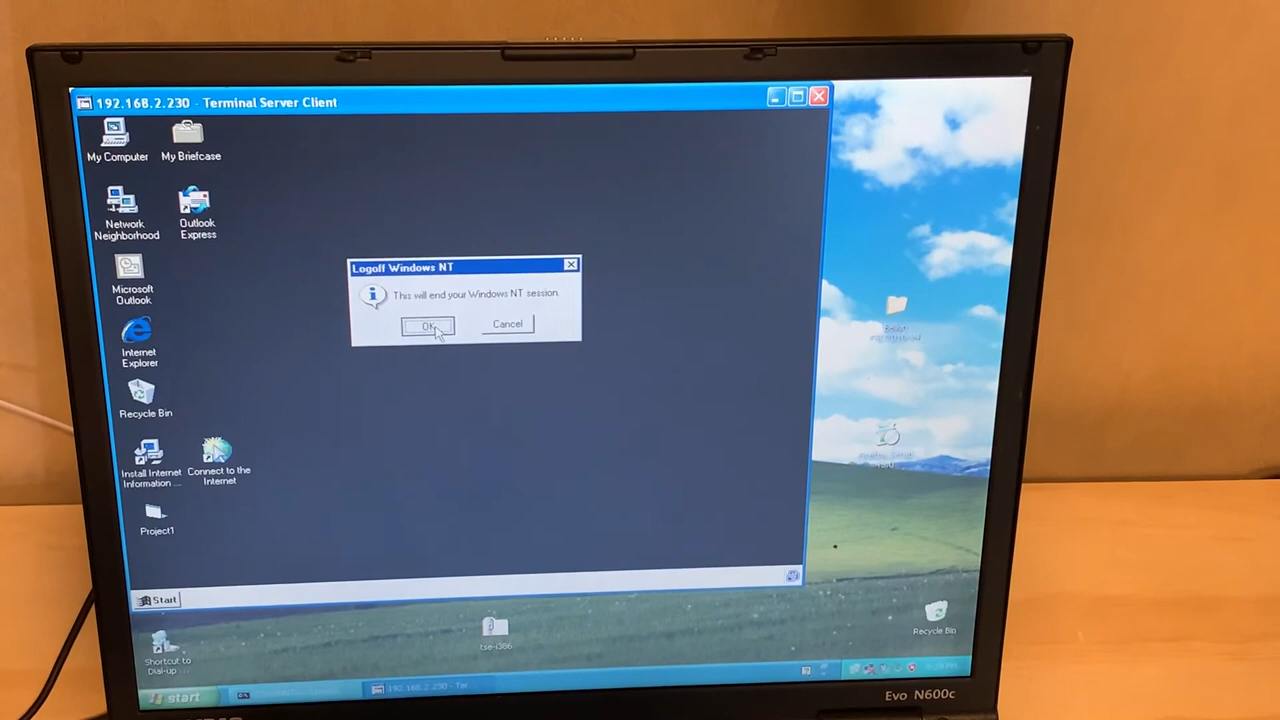 192.168.2.230 - Terminal Server Client
My Computer
My Briefcase
Network
Neighborhood
Outlook
Express
Microsoft
Outlook
Logoff Windows NT
This will end your Windows NT session.
OK
Cancel
Internet
Explorer
Recycle Bin
Install Internet
Information ...
Connect to the
Internet
Project1
Start
Shortcut to
Dial-up ...
tse-i386
Recycle Bin
start
192.168.2.230 - Ter...
Evo N600c